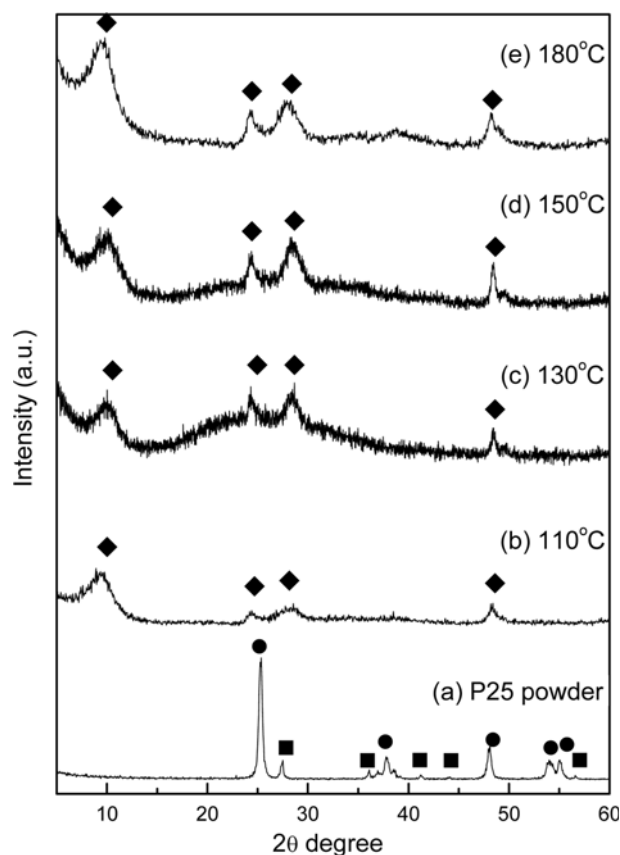 (e) 180°C
(d) 150°C
(c) 130°C
(b) 110°C
(a) P25 powder
Intensity (a.u.)
10 20 30 40 50 60
2θ degree